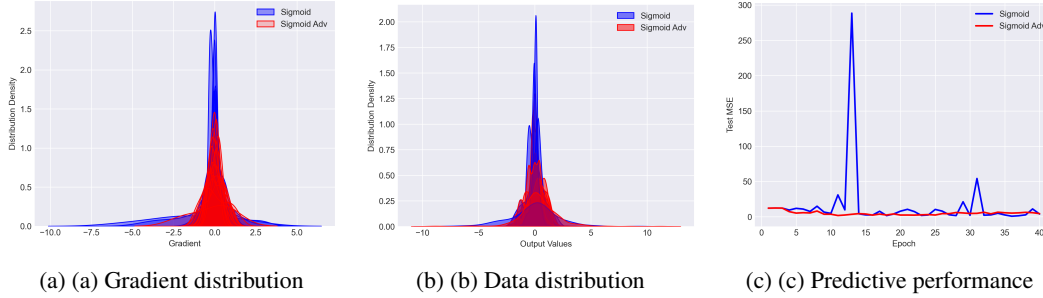 Sigmoid
Sigmoid Adv
2.5
2.0
1.5
1.0
0.5
0.0
Distribution Density
−10.0 −7.5 −5.0 −2.5 0.0 2.5 5.0
Gradient
(a) (a) Gradient distribution
Sigmoid
Sigmoid Adv
2.00
1.75
1.50
1.25
1.00
0.75
0.50
0.25
0.00
Distribution Density
−10 −5 0 5 10
Output Values
(b) (b) Data distribution
Sigmoid
Sigmoid Adv
300
250
200
150
100
50
0
Test MSE
0 5 10 15 20 25 30 35 40
Epoch
(c) (c) Predictive performance